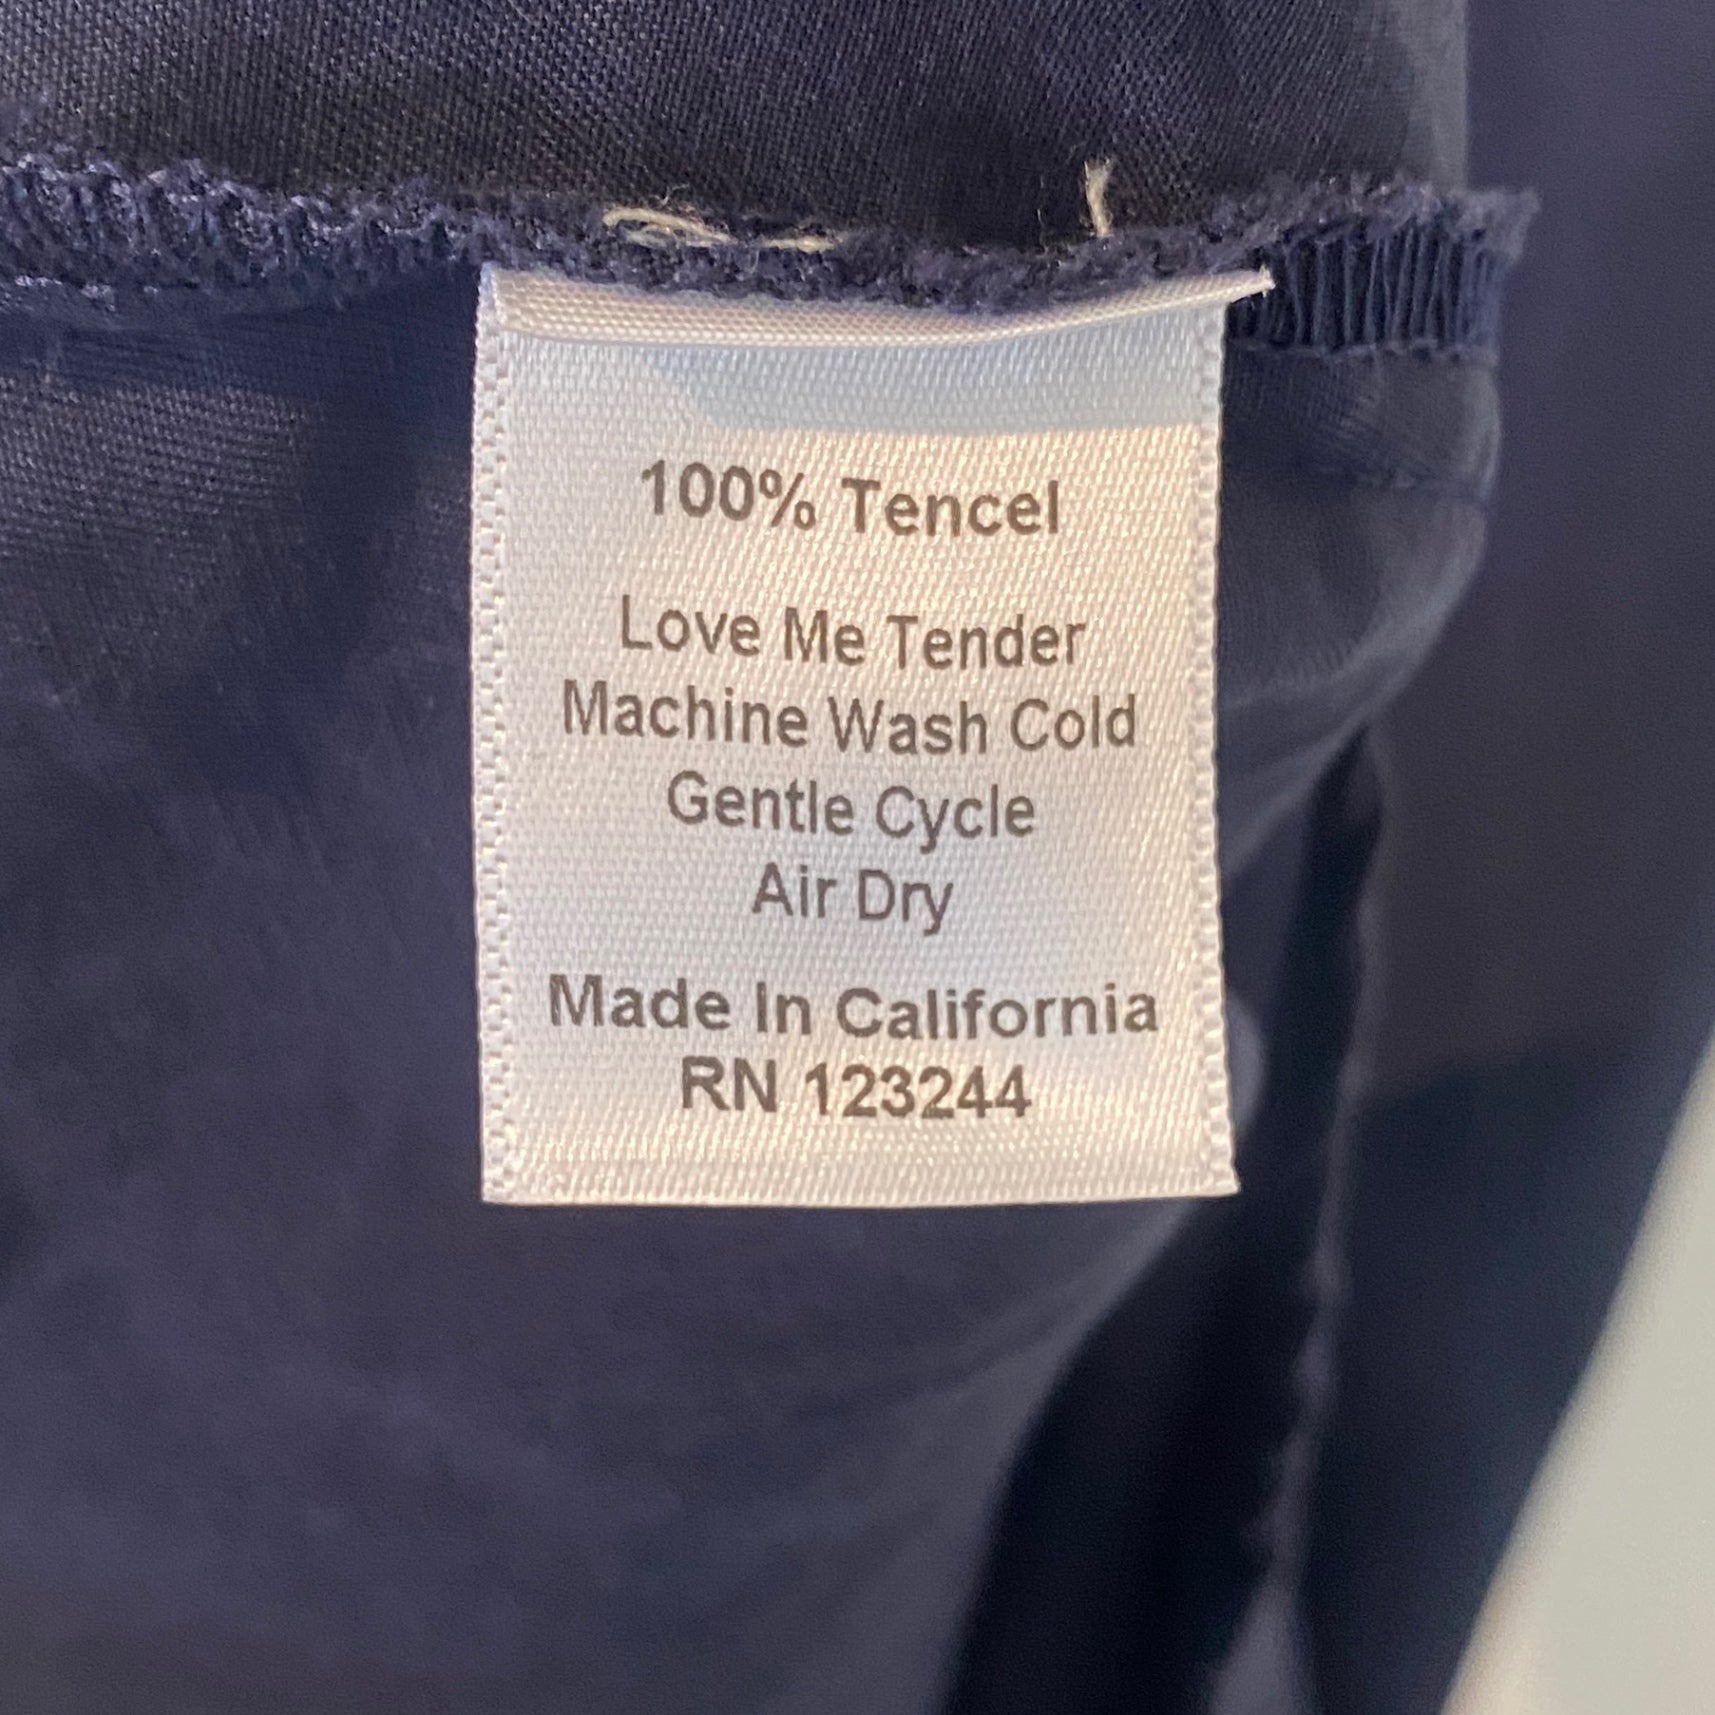 100% Tencel
Love Me Tender
Machine Wash Cold
Gentle Cycle
Air Dry
Made In California
RN 123244